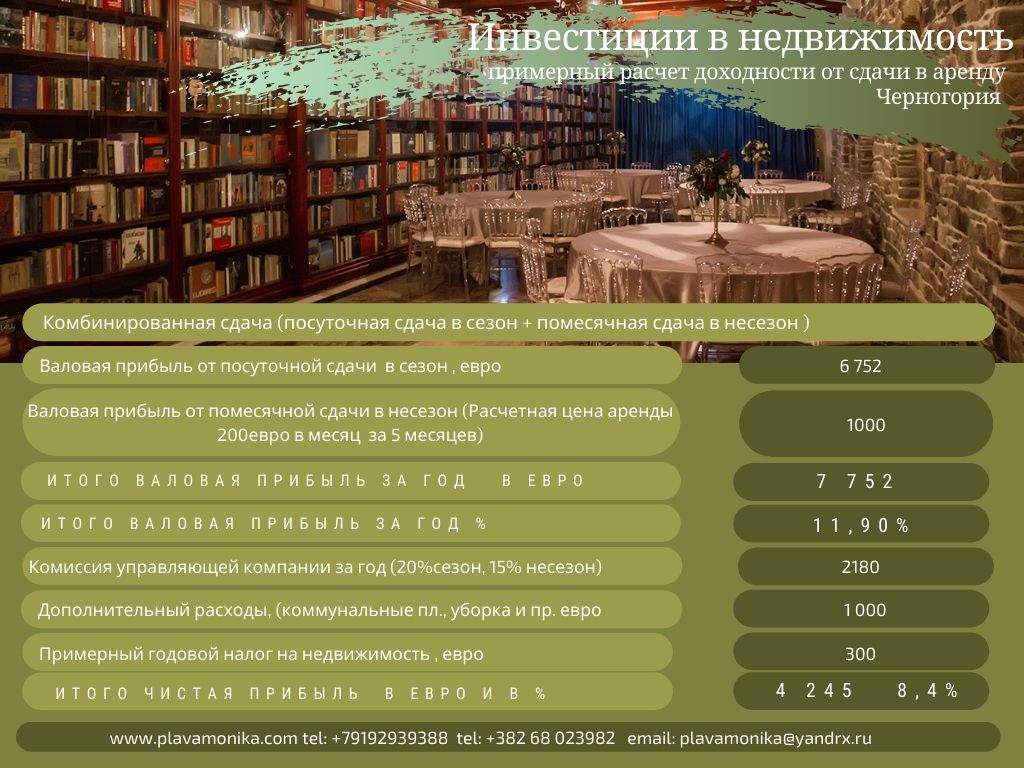 Инвестиции в недвижимость
примерный расчет доходности от сдачи в аренду
Черногория
Комбинированная сдача (посуточная сдача в сезон + помесячная сдача в несезон )
Валовая прибыль от посуточной сдачи в сезон , евро
6 752
Валовая прибыль от помесячной сдачи в несезон (Расчетная цена аренды
200евро в месяц за 5 месяцев)
1000
ИТОГО ВАЛОВАЯ ПРИБЫЛЬ ЗА ГОД В ЕВРО
7 752
ИТОГО ВАЛОВАЯ ПРИБЫЛЬ ЗА ГОД %
11,90%
Комиссия управляющей компании за год (20%сезон, 15% несезон)
2180
Дополнительный расходы, (коммунальные пл., уборка и пр. евро
1 000
Примерный годовой налог на недвижимость , евро
300
ИТОГО ЧИСТАЯ ПРИБЫЛЬ В ЕВРО И В %
4 245 8,4%
www.plavamonika.com tel: +79192939388 tel: +382 68 023982 email: plavamonika@yandrx.ru